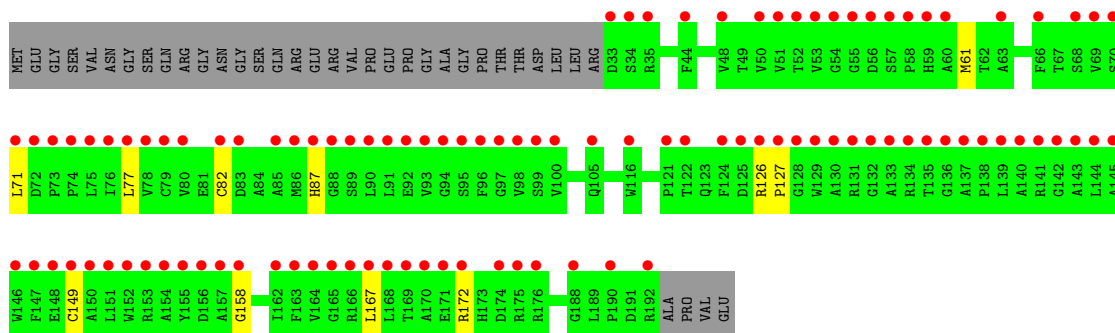 MET GLU GLY SER VAL ASN GLY SER GLN ARG GLY ASN GLY SER GLN ARG GLU ARG VAL PRO GLU PRO GLY ALA GLY PRO THR THR ASP LEU LEU ARG D33 S34 R35 F44 V48 T49 V50 V51 T52 V53 G54 G55 D56 S57 P58 H59 A60 M61 T62 A63 F66 T67 S68 V69 S70
L71 D72 P73 P74 L75 I76 L77 V78 C79 V80 E81 C82 D83 A84 A85 M86 H87 G88 S89 L90 L91 E92 V93 G94 S95 F96 G97 V98 S99 V100 Q105 W116 P121 T122 Q123 F124 D125 R126 P127 G128 W129 A130 R131 G132 A133 R134 T135 G136 A137 P138 L139 A140 R141 G142 A143 L144 A145
W146 F147 E148 C149 A150 L151 W152 R153 A154 Y155 D156 A157 G158 I162 F163 V164 G165 R166 L167 L168 T169 A170 E171 R172 H173 D174 R175 R176 G188 L189 P190 D191 R192 ALA PRO VAL GLU